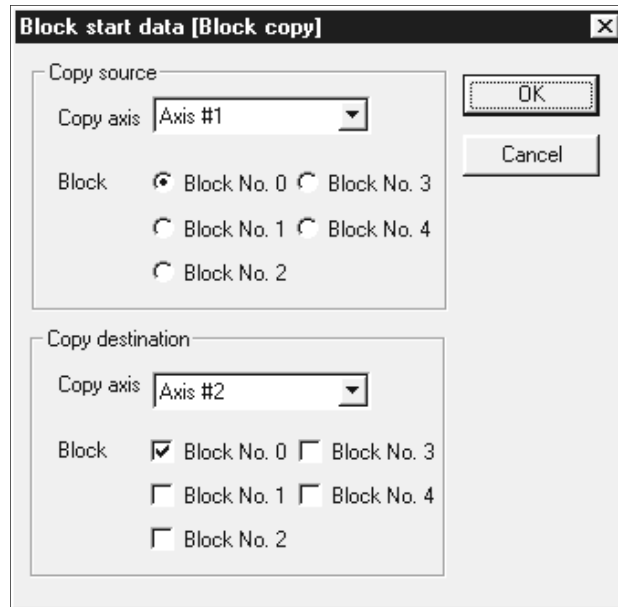 Block start data [Block copy]
Copy source
OK
Copy axis Axis #1
Cancel
Block Block No. 0 Block No. 3
Block No. 1 Block No. 4
Block No. 2
Copy destination
Copy axis Axis #2
Block Block No. 0 Block No. 3
Block No. 1 Block No. 4
Block No. 2